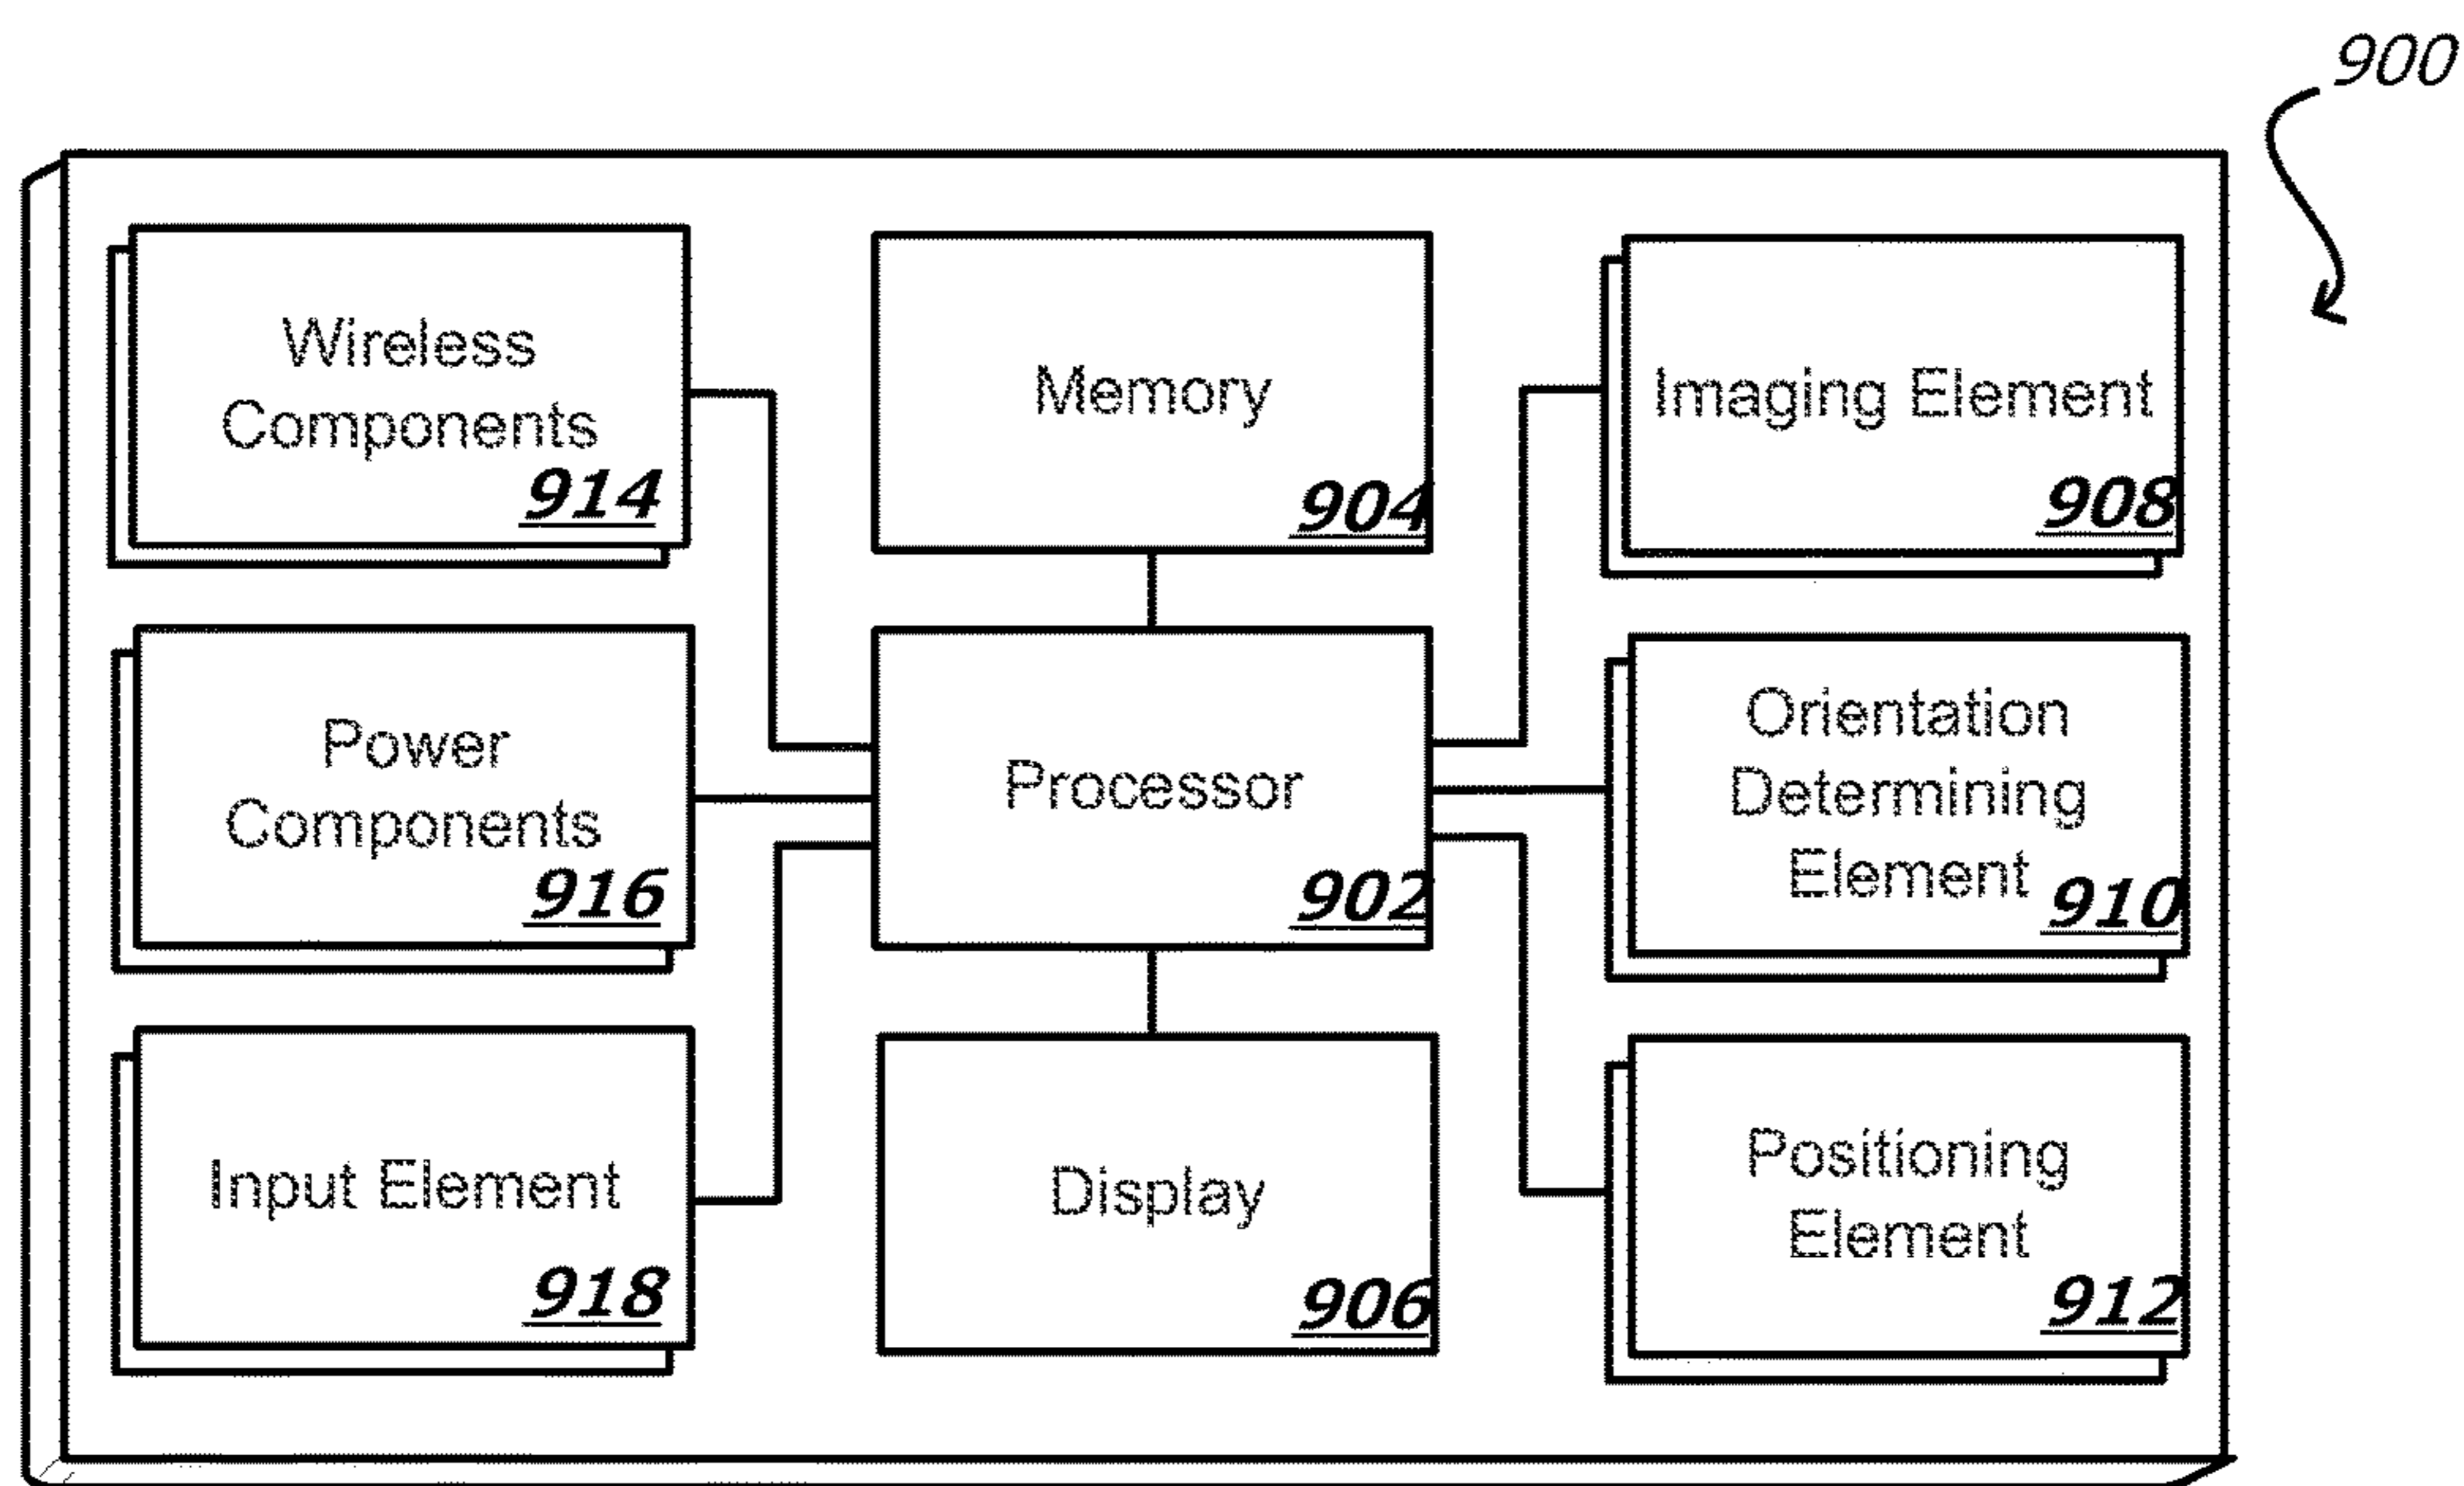 900
Wireless
Components
914
Memory
904
Imaging Element
908
Power
Components
916
Processor
902
Orientation
Determining
Element
910
Input Element
918
Display
906
Positioning
Element
912